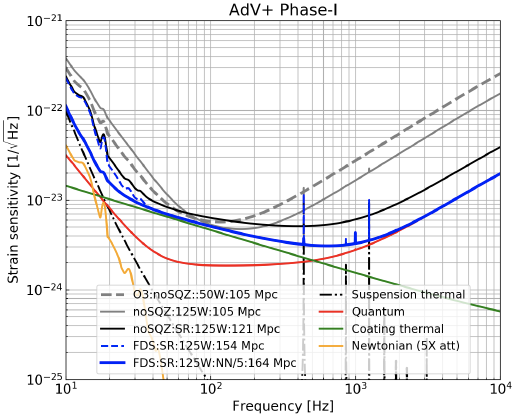 AdV+ Phase-I
Strain sensitivity [1/√Hz]
10−21
10−22
10−23
10−24
10−25
O3:noSQZ::50W:105 Mpc
noSQZ:125W:105 Mpc
noSQZ:SR:125W:121 Mpc
FDS:SR:125W:154 Mpc
FDS:SR:125W:NN/5:164 Mpc
Suspension thermal
Quantum
Coating thermal
Newtonian (5X att)
10^1 10^2 10^3 10^4
Frequency [Hz]